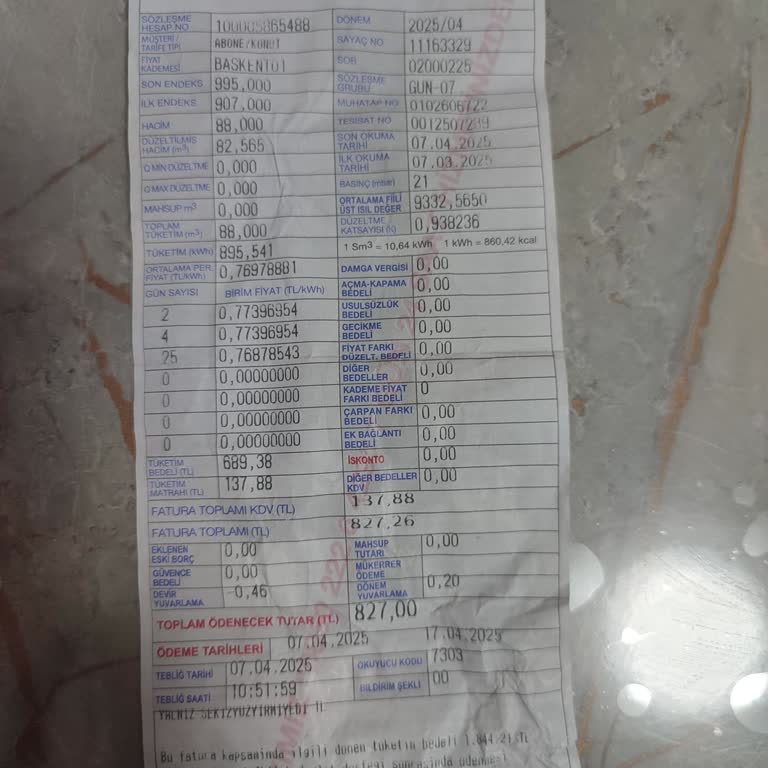 SÖZLEŞME HESAP NO 100005865488 DÖNEM 2025/04
MÜŞTERİ / TARİFE TİPİ ABONE/KONUT SAYAÇ NO 11163329
FİYAT KADEMESİ BASKENT01 SOB 02000225
SON ENDEKS 995,000 SÖZLEŞME GRUBU GUN-07
İLK ENDEKS 907,000 MUHATAP NO 0102606722
HACİM 88,000 TESİSAT NO 0012507239
DÜZELTİLMİŞ HACİM (m³) 82,565 SON OKUMA TARİHİ 07.04.2025
Q MİN DÜZELTME 0,000 İLK OKUMA TARİHİ 07.03.2025
Q MAX DÜZELTME 0,000 BASINÇ (mbar) 21
MAHSUP m³ 0,000 ORTALAMA FİİLİ ÜST ISIL DEĞER 9332,5650
TOPLAM TÜKETİM (m³) 88,000 DÜZELTME KATSAYISI (K) 0,938236
TÜKETİM (kWh) 895,541 1 Sm³ = 10,64 kWh 1 kWh = 860,42 kcal
ORTALAMA PER. FİYAT (TL/kWh) 0,76978881 DAMGA VERGİSİ 0,00
GÜN SAYISI BİRİM FİYAT (TL/kWh) AÇMA-KAPAMA BEDELİ 0,00
2 0,77396954 USULSÜZLÜK BEDELİ 0,00
4 0,77396954 GECİKME BEDELİ 0,00
25 0,76878543 FİYAT FARKI DÜZELT. BEDELİ 0,00
0 0,00000000 DİĞER BEDELLER 0,00
0 0,00000000 KADEME FİYAT FARKI BEDELİ 0
0 0,00000000 ÇARPAN FARKI BEDELİ 0,00
0 0,00000000 EK BAĞLANTI BEDELİ 0,00
TÜKETİM BEDELİ (TL) 689,38 İSKONTO 0,00
TÜKETİM MATRAHI (TL) 137,88 DİĞER BEDELLER KDV 0,00
FATURA TOPLAMI KDV (TL) 137,88
FATURA TOPLAMI (TL) 827,26
EKLENEN ESKİ BORÇ 0,00 MAHSUP TUTARI 0,00
GÜVENCE BEDELİ 0,00 MÜKERRER ÖDEME
DEVİR YUVARLAMA -0,46 DÖNEM YUVARLAMA 0,20
TOPLAM ÖDENECEK TUTAR (TL) 827,00
ÖDEME TARİHLERİ 07.04.2025 17.04.2025
TEBLİĞ TARİHİ 07.04.2025 OKUYUCU KODU 7303
TEBLİĞ SAATİ 10:51:59 BİLDİRİM ŞEKLİ 00
YALNIZ SEKİZYÜZYİRMİYEDİ TL
Bu fatura kapsamında ilgili dönem tüketim bedeli 1.844,21 TL
sonrasında ödenmesi